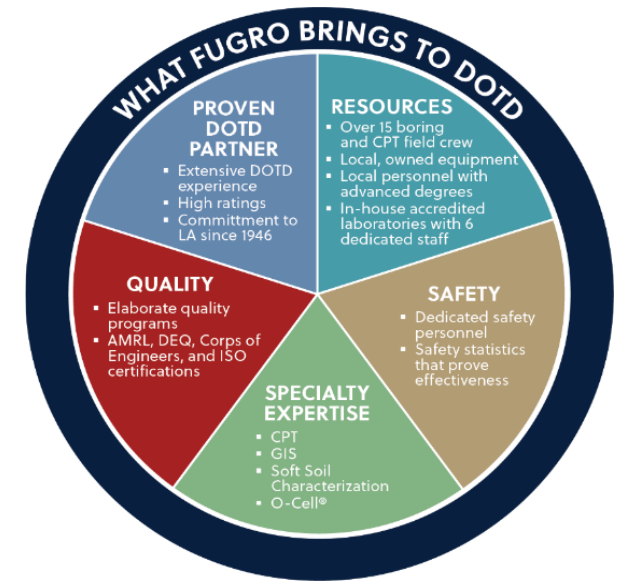 WHAT FUGRO BRINGS TO DOTD
PROVEN
DOTD
PARTNER
▪ Extensive DOTD
experience
▪ High ratings
▪ Committment to
LA since 1946
RESOURCES
▪ Over 15 boring
and CPT field crew
▪ Local, owned equipment
▪ Local personnel with
advanced degrees
▪ In-house accredited
laboratories with 6
dedicated staff
QUALITY
▪ Elaborate quality
programs
▪ AMRL, DEQ, Corps of
Engineers, and ISO
certifications
SAFETY
▪ Dedicated safety
personnel
▪ Safety statistics
that prove
effectiveness
SPECIALTY
EXPERTISE
▪ CPT
▪ GIS
▪ Soft Soil
Characterization
▪ O-Cell®